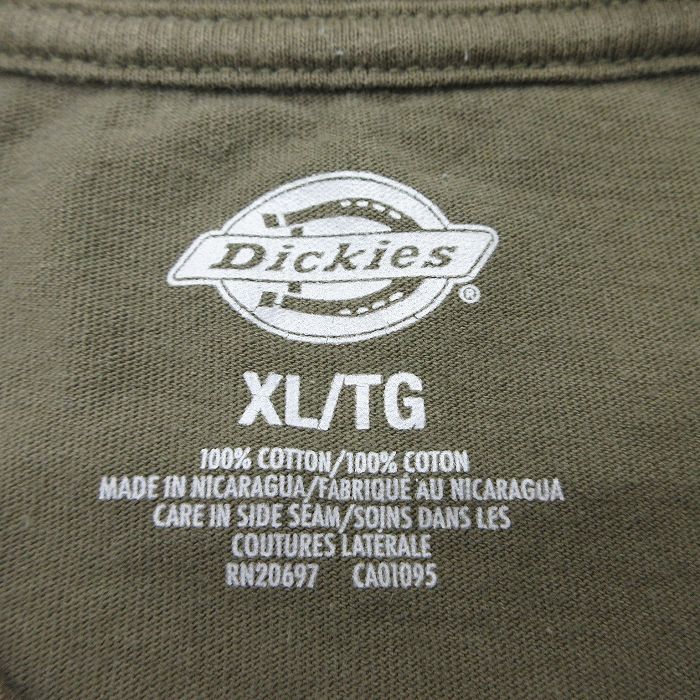 Dickies
®
XL/TG
100% COTTON/100% COTON
MADE IN NICARAGUA/FABRIQUÉ AU NICARAGUA
CARE IN SIDE SEAM/SOINS DANS LES
COUTURES LATÉRALE
RN20697 CA01095